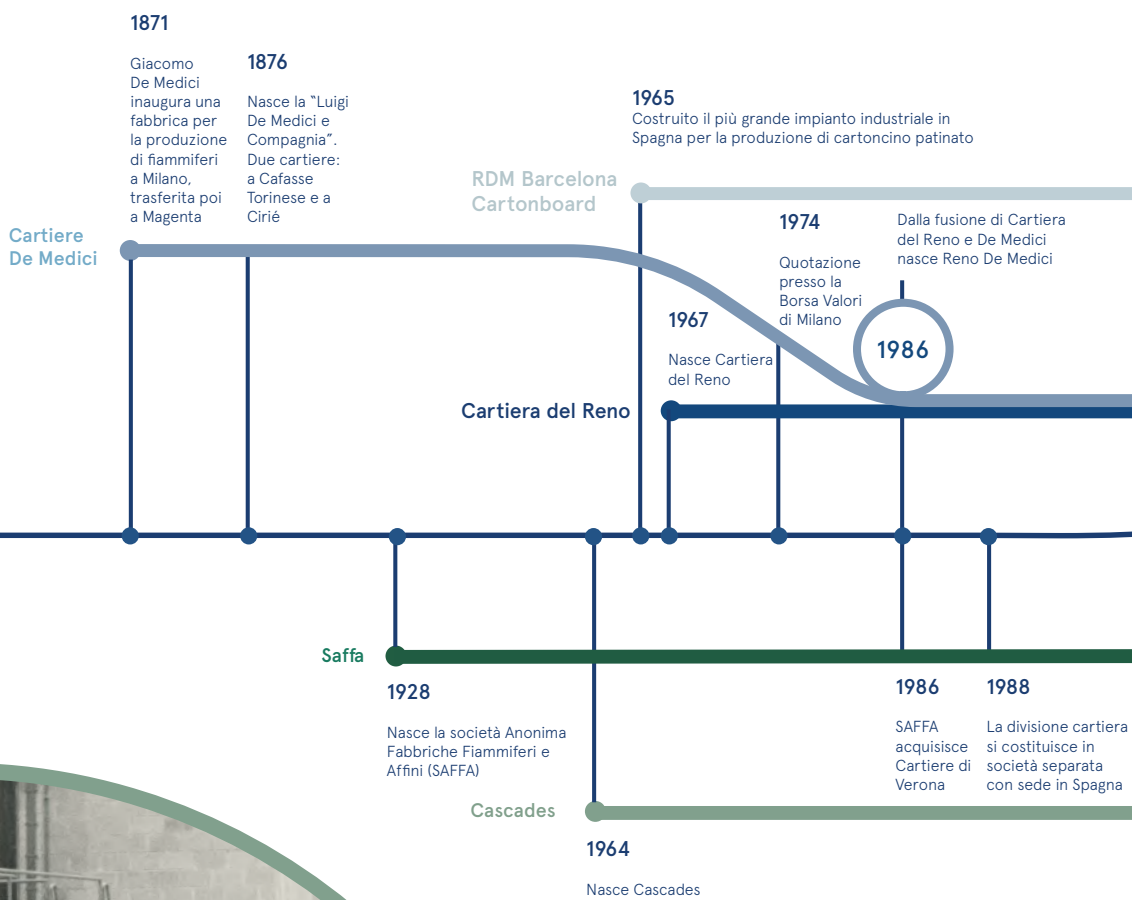 1871
Giacomo
De Medici
inaugura una
fabbrica per
la produzione
di fiammiferi
a Milano,
trasferita poi
a Magenta
1876
Nasce la “Luigi
De Medici e
Compagnia”.
Due cartiere:
a Cafasse
Torinese e a
Cirié
1965
Costruito il più grande impianto industriale in
Spagna per la produzione di cartoncino patinato
RDM Barcelona
Cartonboard
Cartiere
De Medici
1974
Quotazione
presso la
Borsa Valori
di Milano
Dalla fusione di Cartiera
del Reno e De Medici
nasce Reno De Medici
1986
1967
Nasce Cartiera
del Reno
Cartiera del Reno
Saffa
1928
Nasce la società Anonima
Fabbriche Fiammiferi e
Affini (SAFFA)
1986
SAFFA
acquisisce
Cartiere di
Verona
1988
La divisione cartiera
si costituisce in
società separata
con sede in Spagna
Cascades
1964
Nasce Cascades